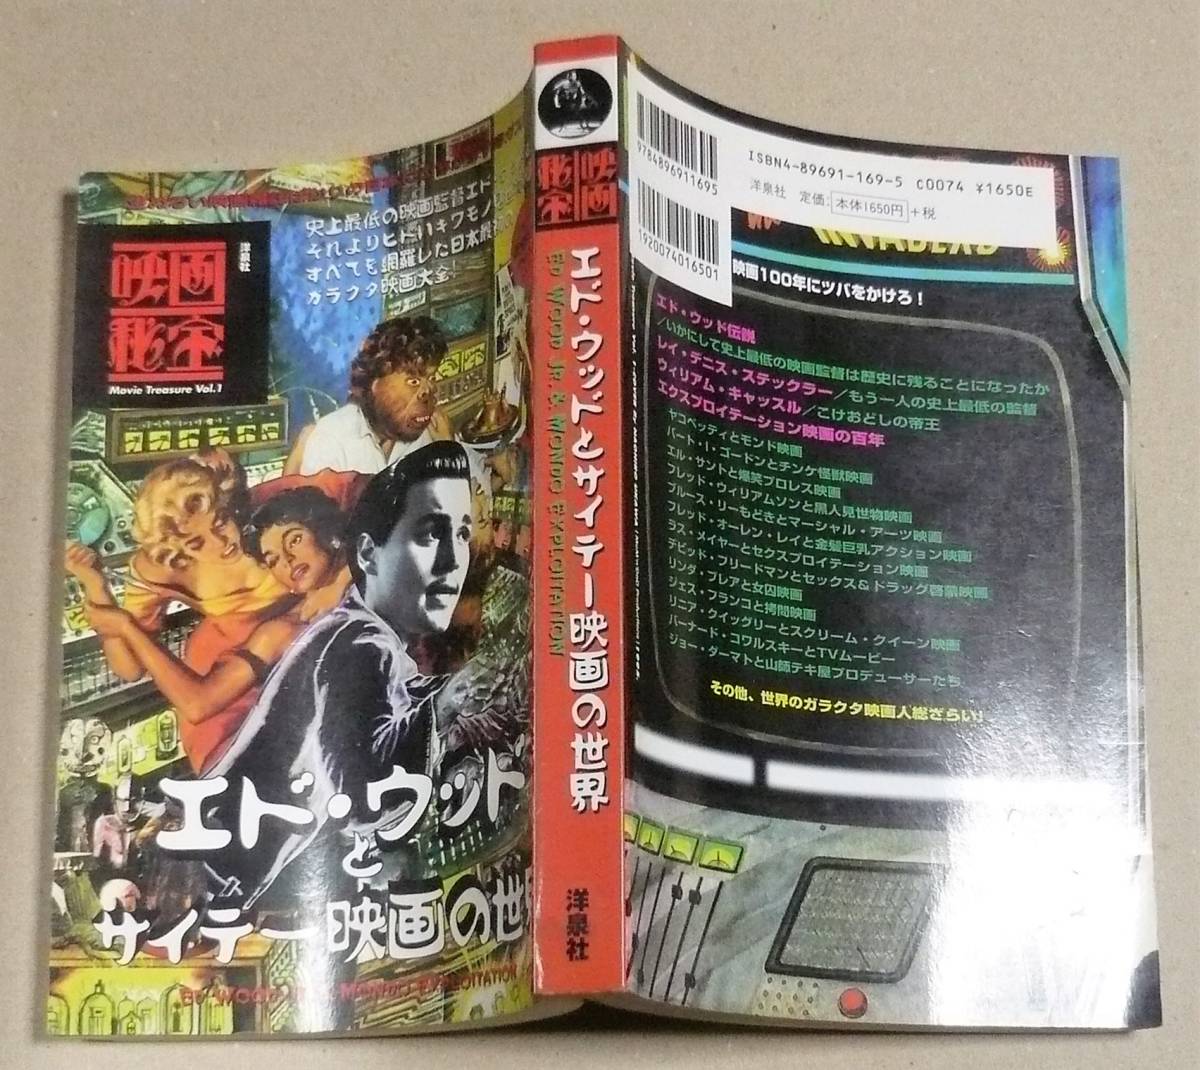 史上最低の映画監督エド
それよりヒドいキワモノ
すべてを網羅した日本最
ガラクタ映画大全!
洋泉社
映画
秘宝
Movie Treasure Vol.1
エド・ウッド
と
サイテー映画の世界
ED WOOD JR. & MONDO EXPLOITATION
映画
秘宝
エド・ウッドとサイテー映画の世界
ED WOOD JR. & MONDO EXPLOITATION
洋泉社
9784896911695
1920074016501
ISBN4-89691-169-5 C0074 ¥1650E
洋泉社 定価:本体1650円+税
INVADERS
映画100年にツバをかけろ!
エド・ウッド伝説
/いかにして史上最低の映画監督は歴史に残ることになったか
レイ・デニス・ステックラー/もう一人の史上最低の監督
ウィリアム・キャッスル/こけおどしの帝王
エクスプロイテーション映画の百年
ヤコペッティとモンド映画
バート・I・ゴードンとチンケ怪獣映画
エル・サントと爆笑プロレス映画
フレッド・ウィリアムソンと黒人見世物映画
ブルース・リーもどきとマーシャル・アーツ映画
フレッド・オーレン・レイと金髪巨乳アクション映画
ラス・メイヤーとセクスプロイテーション映画
デビッド・フリードマンとセックス&ドラッグ啓蒙映画
リンダ・ブレアと女囚映画
ジェス・フランコと拷問映画
リニア・クィッグリーとスクリーム・クイーン映画
バーナード・コワルスキーとTVムービー
ジョー・ダーマトと山師テキ屋プロデューサーたち
その他、世界のガラクタ映画人総ざらい!